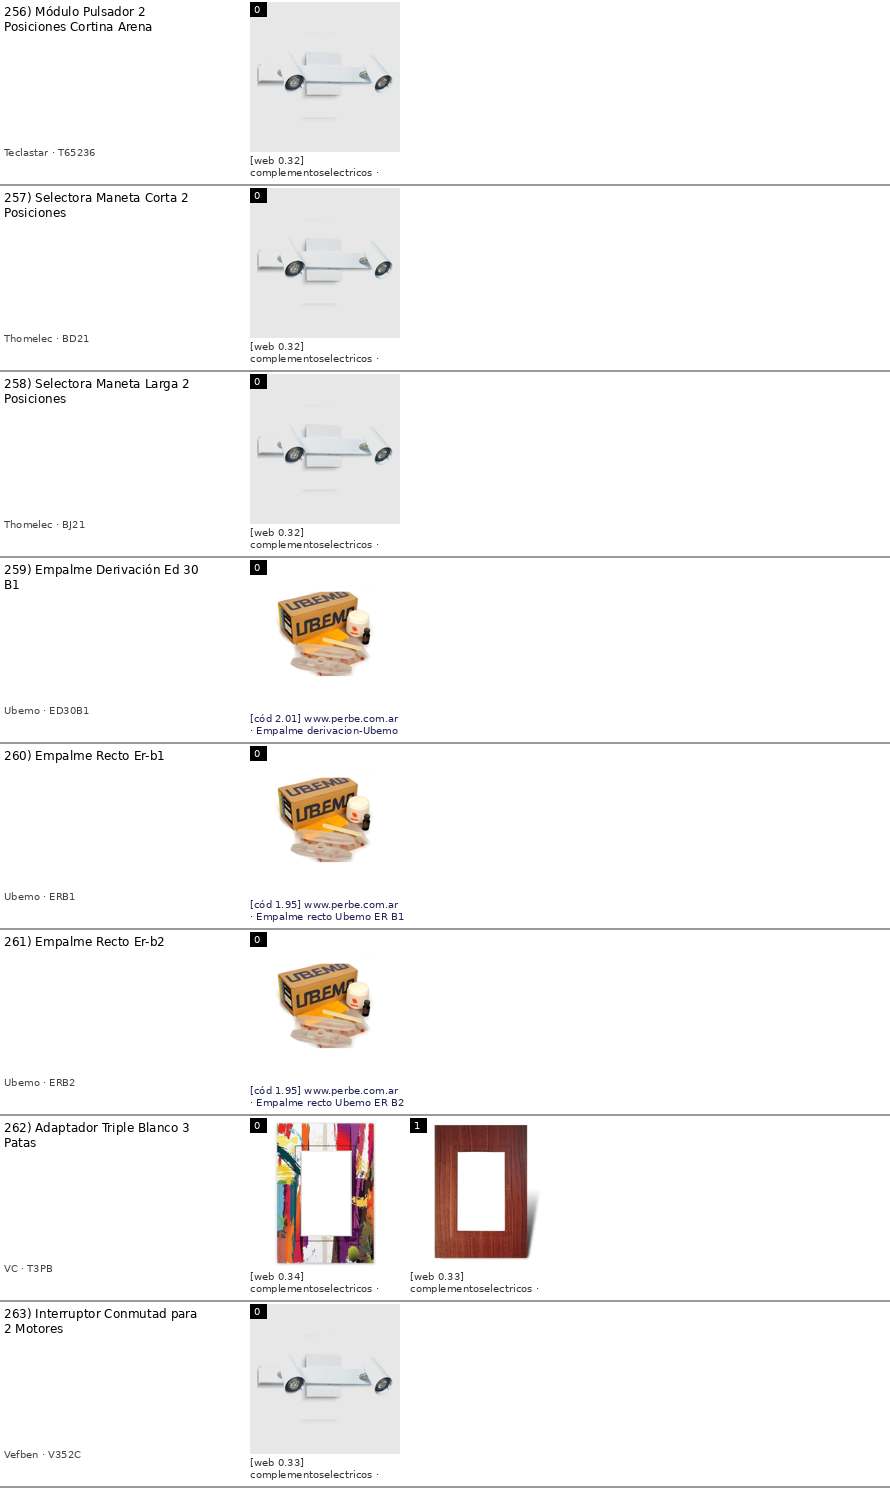 256) Módulo Pulsador 2
Posiciones Cortina Arena
Teclastar · T65236
0
[web 0.32]
complementoselectricos ·
257) Selectora Maneta Corta 2
Posiciones
Thomelec · BD21
0
[web 0.32]
complementoselectricos ·
258) Selectora Maneta Larga 2
Posiciones
Thomelec · BJ21
0
[web 0.32]
complementoselectricos ·
259) Empalme Derivación Ed 30
B1
Ubemo · ED30B1
0
UBEMO
UBEMO
[cód 2.01] www.perbe.com.ar
· Empalme derivacion-Ubemo
260) Empalme Recto Er-b1
Ubemo · ERB1
0
UBEMO
UBEMO
[cód 1.95] www.perbe.com.ar
· Empalme recto Ubemo ER B1
261) Empalme Recto Er-b2
Ubemo · ERB2
0
UBEMO
UBEMO
[cód 1.95] www.perbe.com.ar
· Empalme recto Ubemo ER B2
262) Adaptador Triple Blanco 3
Patas
VC · T3PB
0
[web 0.34]
complementoselectricos ·
1
[web 0.33]
complementoselectricos ·
263) Interruptor Conmutad para
2 Motores
Vefben · V352C
0
[web 0.33]
complementoselectricos ·